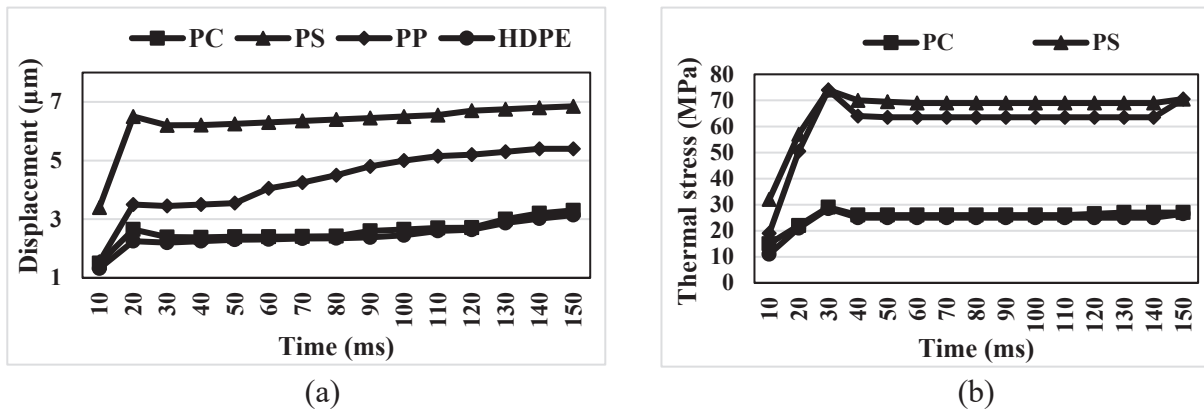 PC PS PP HDPE
Displacement (μm)
7
5
3
1
10 20 30 40 50 60 70 80 90 100 110 120 130 140 150
Time (ms)
(a)
PC PS
Thermal stress (MPa)
80
70
60
50
40
30
20
10
0
10 20 30 40 50 60 70 80 90 100 110 120 130 140 150
Time (ms)
(b)